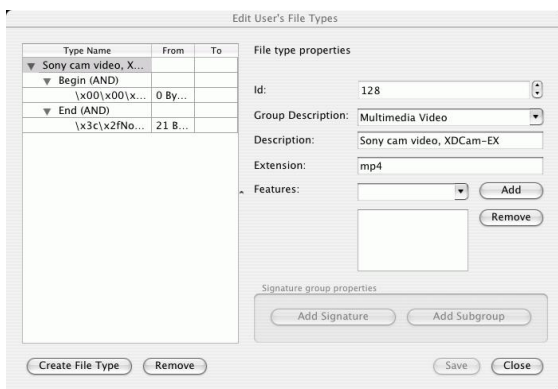 Edit User's File Types
Type Name From To
Sony cam video, X...
Begin (AND)
\x00\x00\x... 0 By...
End (AND)
\x3c\x2fNo... 21 B...
File type properties
Id: 128
Group Description: Multimedia Video
Description: Sony cam video, XDCam-EX
Extension: mp4
Features: Add
Remove
Signature group properties
Add Signature Add Subgroup
Create File Type Remove Save Close